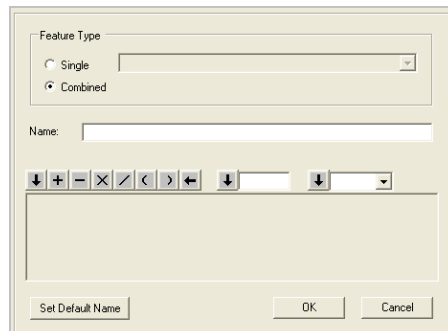 Feature Type
Single
Combined
Name:
+ − × / ( )
Set Default Name OK Cancel